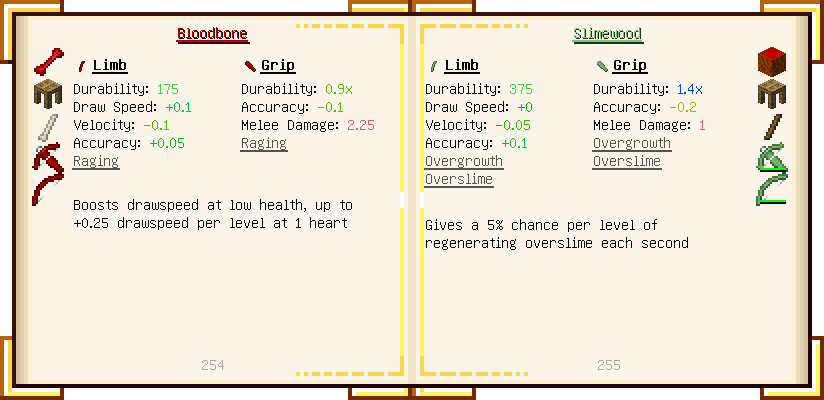 Bloodbone
Limb
Durability: 175
Draw Speed: +0.1
Velocity: -0.1
Accuracy: +0.05
Raging
Grip
Durability: 0.9x
Accuracy: -0.1
Melee Damage: 2.25
Raging
Boosts drawspeed at low health, up to
+0.25 drawspeed per level at 1 heart
254
Slimewood
Limb
Durability: 375
Draw Speed: +0
Velocity: -0.05
Accuracy: +0.1
Overgrowth
Overslime
Grip
Durability: 1.4x
Accuracy: -0.2
Melee Damage: 1
Overgrowth
Overslime
Gives a 5% chance per level of
regenerating overslime each second
255